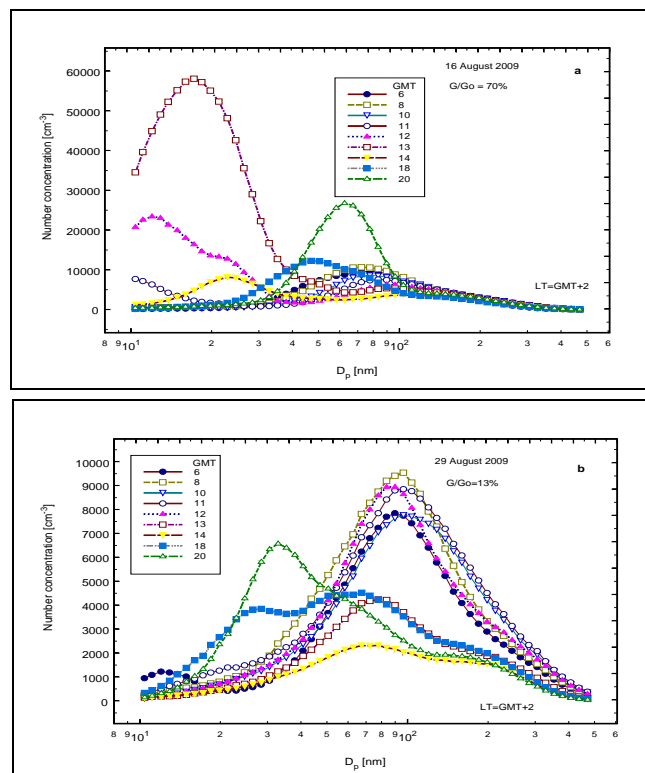 16 August 2009
a
G/Go = 70%
GMT
6
8
10
11
12
13
14
18
20
60000
50000
40000
30000
20000
10000
0
Number concentration [cm-3]
LT=GMT+2
8 9 10¹ 2 3 4 5 6 7 8 9 10² 2 3 4 5 6
Dp [nm]
29 August 2009
b
G/Go=13%
GMT
6
8
10
11
12
13
14
18
20
10000
9000
8000
7000
6000
5000
4000
3000
2000
1000
0
Number concentration [cm-3]
LT=GMT+2
8 9 10¹ 2 3 4 5 6 7 8 9 10² 2 3 4 5 6
Dp [nm]